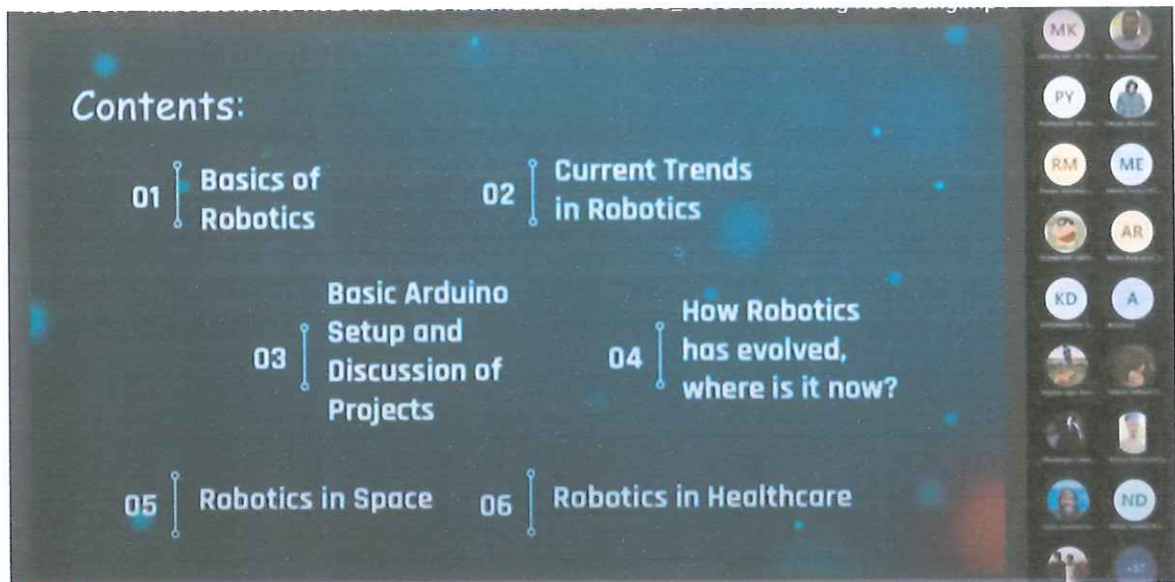 Contents:
01
Basics of
Robotics
02
Current Trends
in Robotics
03
Basic Arduino
Setup and
Discussion of
Projects
04
How Robotics
has evolved,
where is it now?
05
Robotics in Space
06
Robotics in Healthcare
MK
PY
RM
ME
AR
KD
A
ND
+57